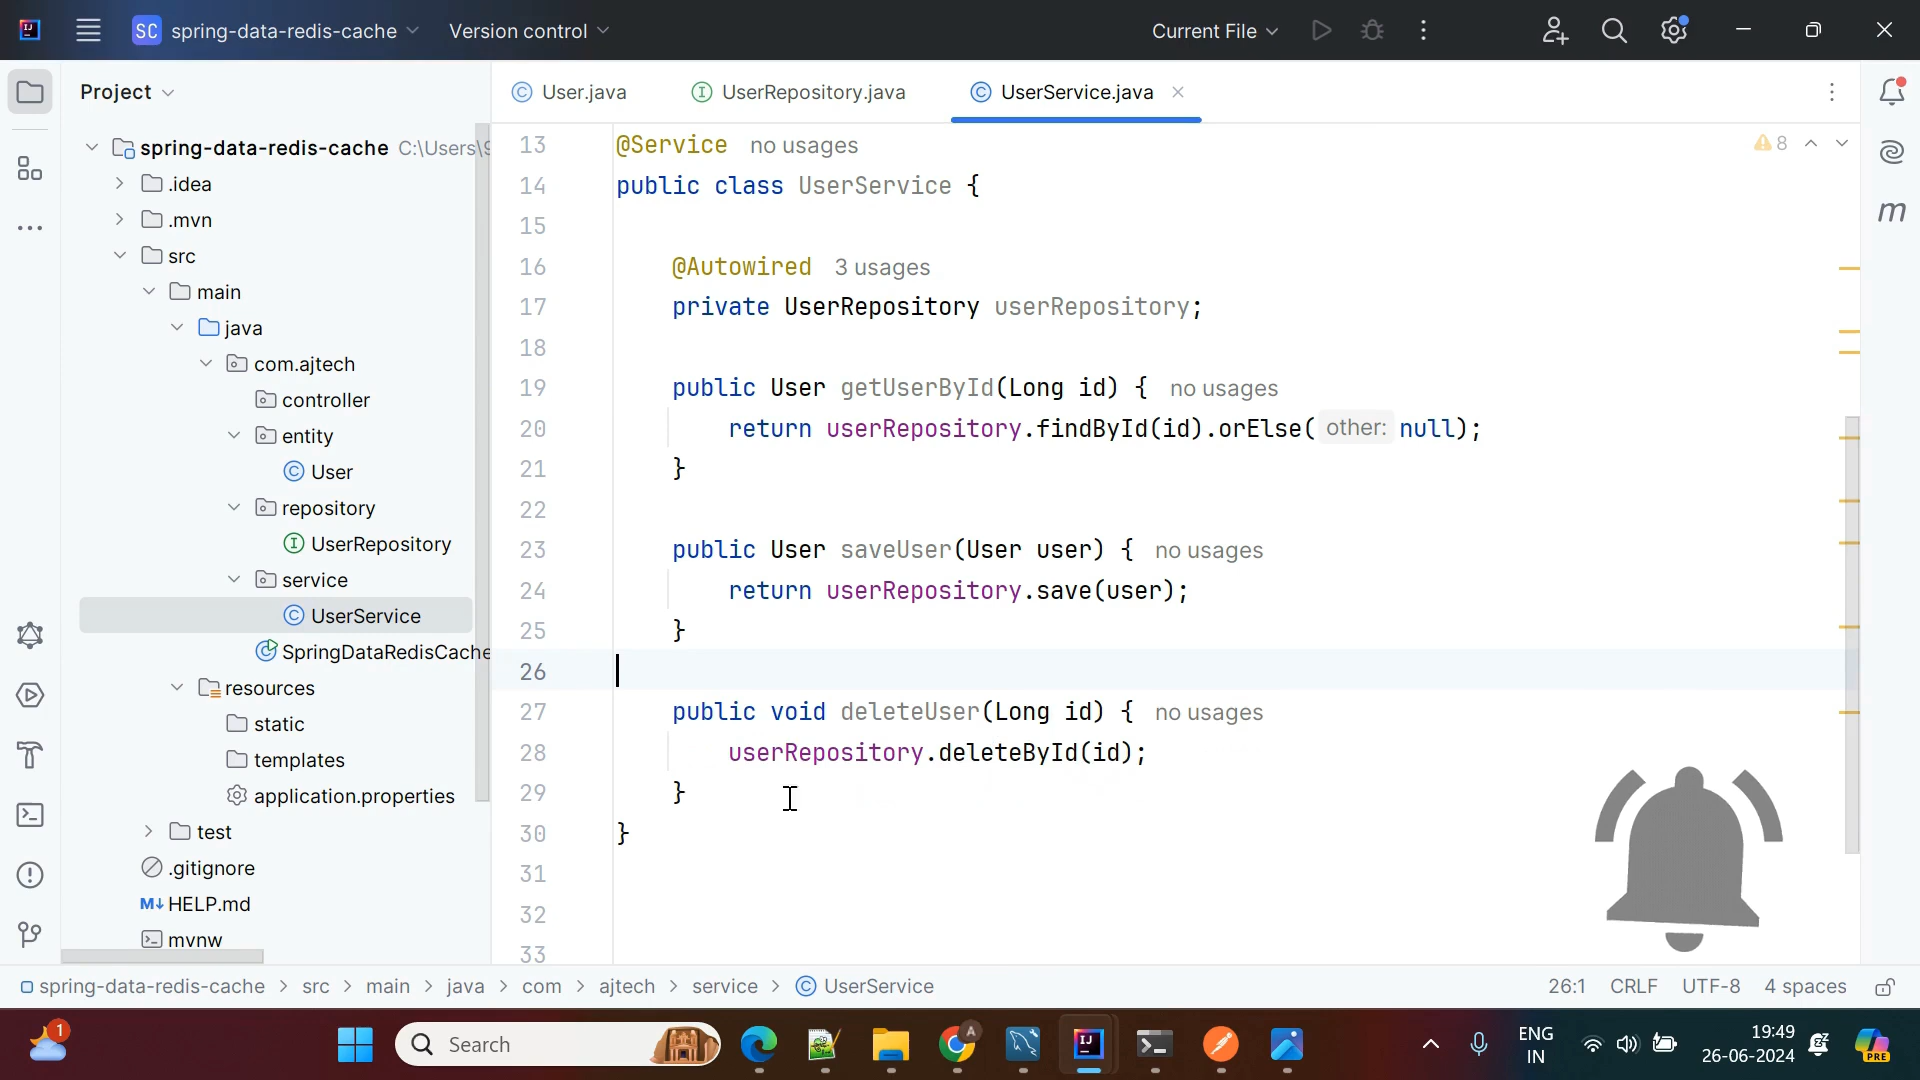 SC spring-data-redis-cache Version control Current File
Project
User.java UserRepository.java UserService.java
spring-data-redis-cache C:\Users\
.idea
.mvn
src
main
java
com.ajtech
controller
entity
User
repository
UserRepository
service
UserService
SpringDataRedisCache
resources
static
templates
application.properties
test
.gitignore
M↓ HELP.md
mvnw
8
m
13 @Service no usages
14 public class UserService {
15
16 @Autowired 3 usages
17 private UserRepository userRepository;
18
19 public User getUserById(Long id) { no usages
20 return userRepository.findById(id).orElse( other: null);
21 }
22
23 public User saveUser(User user) { no usages
24 return userRepository.save(user);
25 }
26
27 public void deleteUser(Long id) { no usages
28 userRepository.deleteById(id);
29 }
30 }
31
32
33
spring-data-redis-cache > src > main > java > com > ajtech > service > UserService 26:1 CRLF UTF-8 4 spaces
1 Search A IJ ENG IN 19:49 26-06-2024 PRE